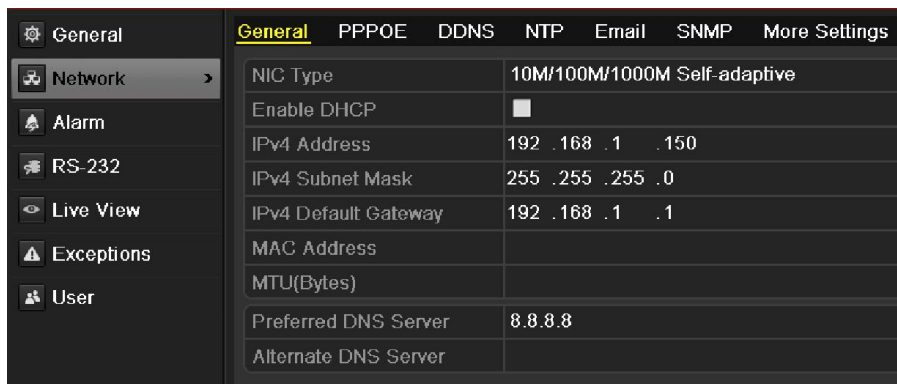 General
Network
Alarm
RS-232
Live View
Exceptions
User
General PPPOE DDNS NTP Email SNMP More Settings
NIC Type 10M/100M/1000M Self-adaptive
Enable DHCP
IPv4 Address 192 .168 .1 .150
IPv4 Subnet Mask 255 .255 .255 .0
IPv4 Default Gateway 192 .168 .1 .1
MAC Address
MTU(Bytes)
Preferred DNS Server 8.8.8.8
Alternate DNS Server